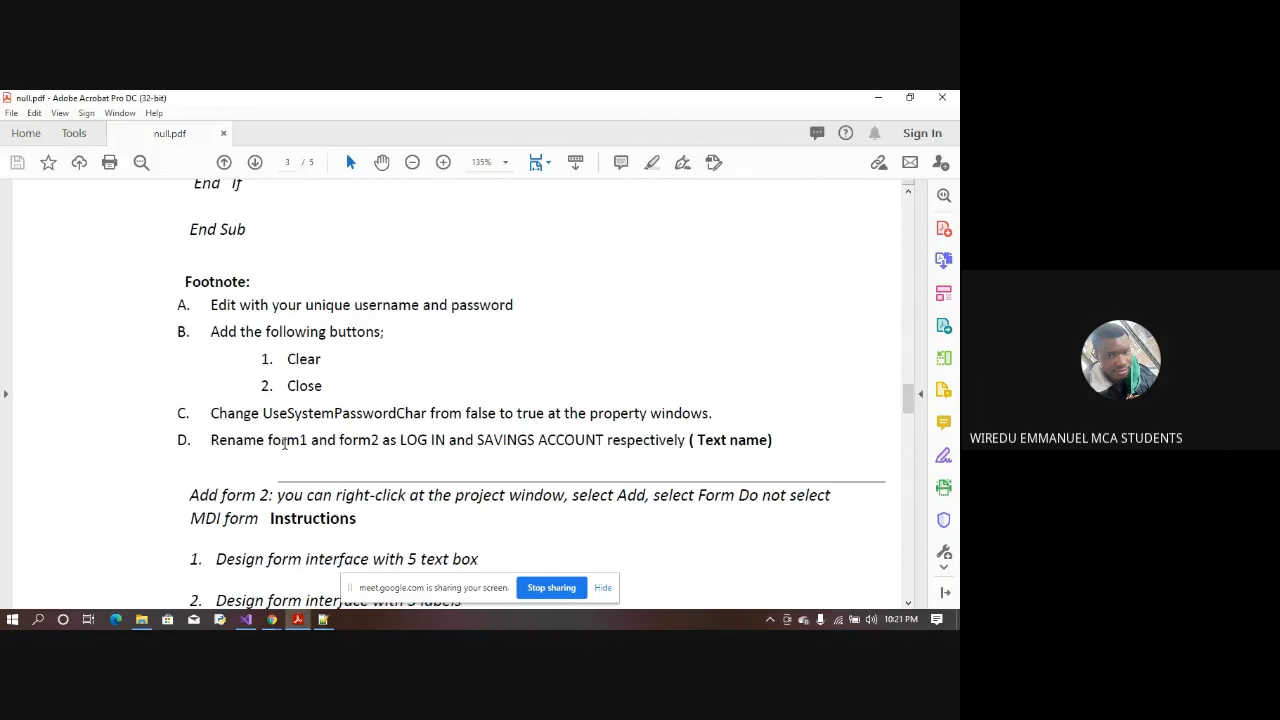 null.pdf - Adobe Acrobat Pro DC (32-bit)
File Edit View Sign Window Help
Home Tools null.pdf × Sign In
3 / 5 135%
End If
End Sub
Footnote:
A. Edit with your unique username and password
B. Add the following buttons;
1. Clear
2. Close
C. Change UseSystemPasswordChar from false to true at the property windows.
D. Rename form1 and form2 as LOG IN and SAVINGS ACCOUNT respectively ( Text name)
WIREDU EMMANUEL MCA STUDENTS
Add form 2: you can right-click at the project window, select Add, select Form Do not select
MDI form Instructions
1. Design form interface with 5 text box
meet.google.com is sharing your screen. Stop sharing Hide
2. Design form interface with 5 labels
10:21 PM